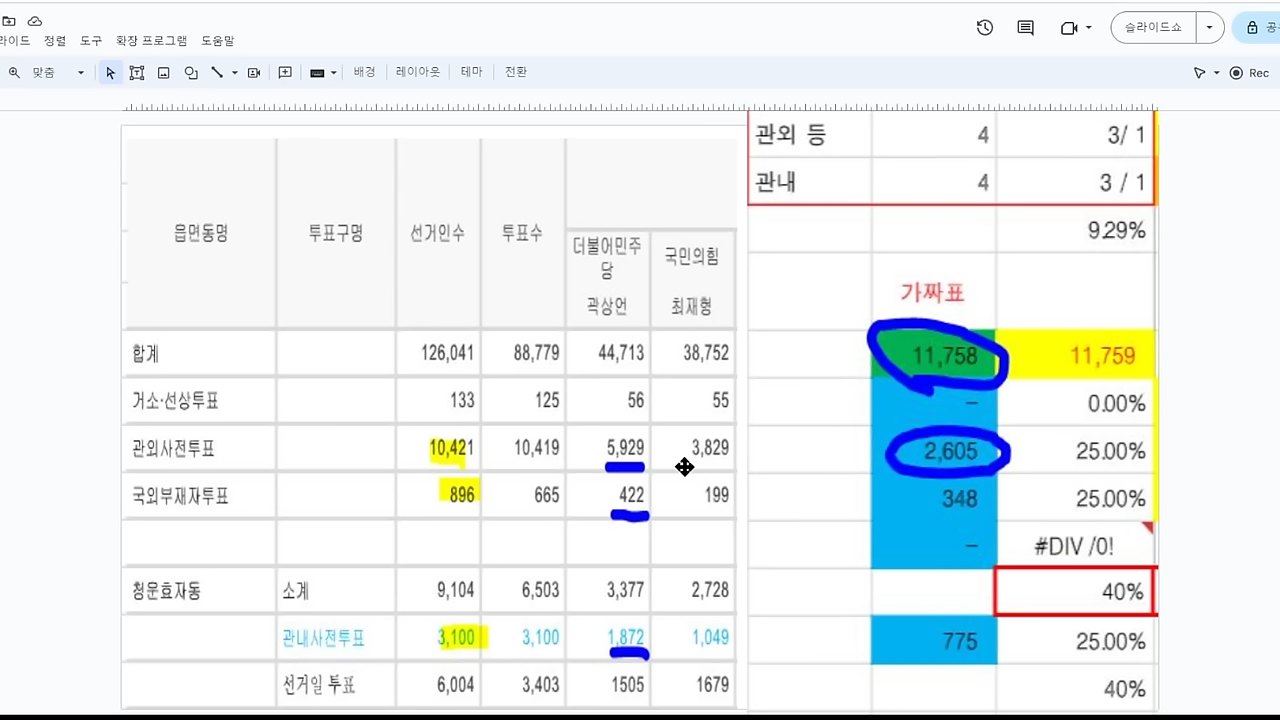 라이드 정렬 도구 확장 프로그램 도움말
슬라이드쇼
공
맞춤
배경 레이아웃 테마 전환
Rec
읍면동명 투표구명 선거인수 투표수
더불어민주
당
곽상언
국민의힘
최재형
합계 126,041 88,779 44,713 38,752
거소·선상투표 133 125 56 55
관외사전투표 10,421 10,419 5,929 3,829
국외부재자투표 896 665 422 199
청운효자동 소계 9,104 6,503 3,377 2,728
관내사전투표 3,100 3,100 1,872 1,049
선거일 투표 6,004 3,403 1505 1679
관외 등 4 3/ 1
관내 4 3 / 1
9.29%
가짜표
11,758 11,759
– 0.00%
2,605 25.00%
348 25.00%
– #DIV /0!
40%
775 25.00%
40%